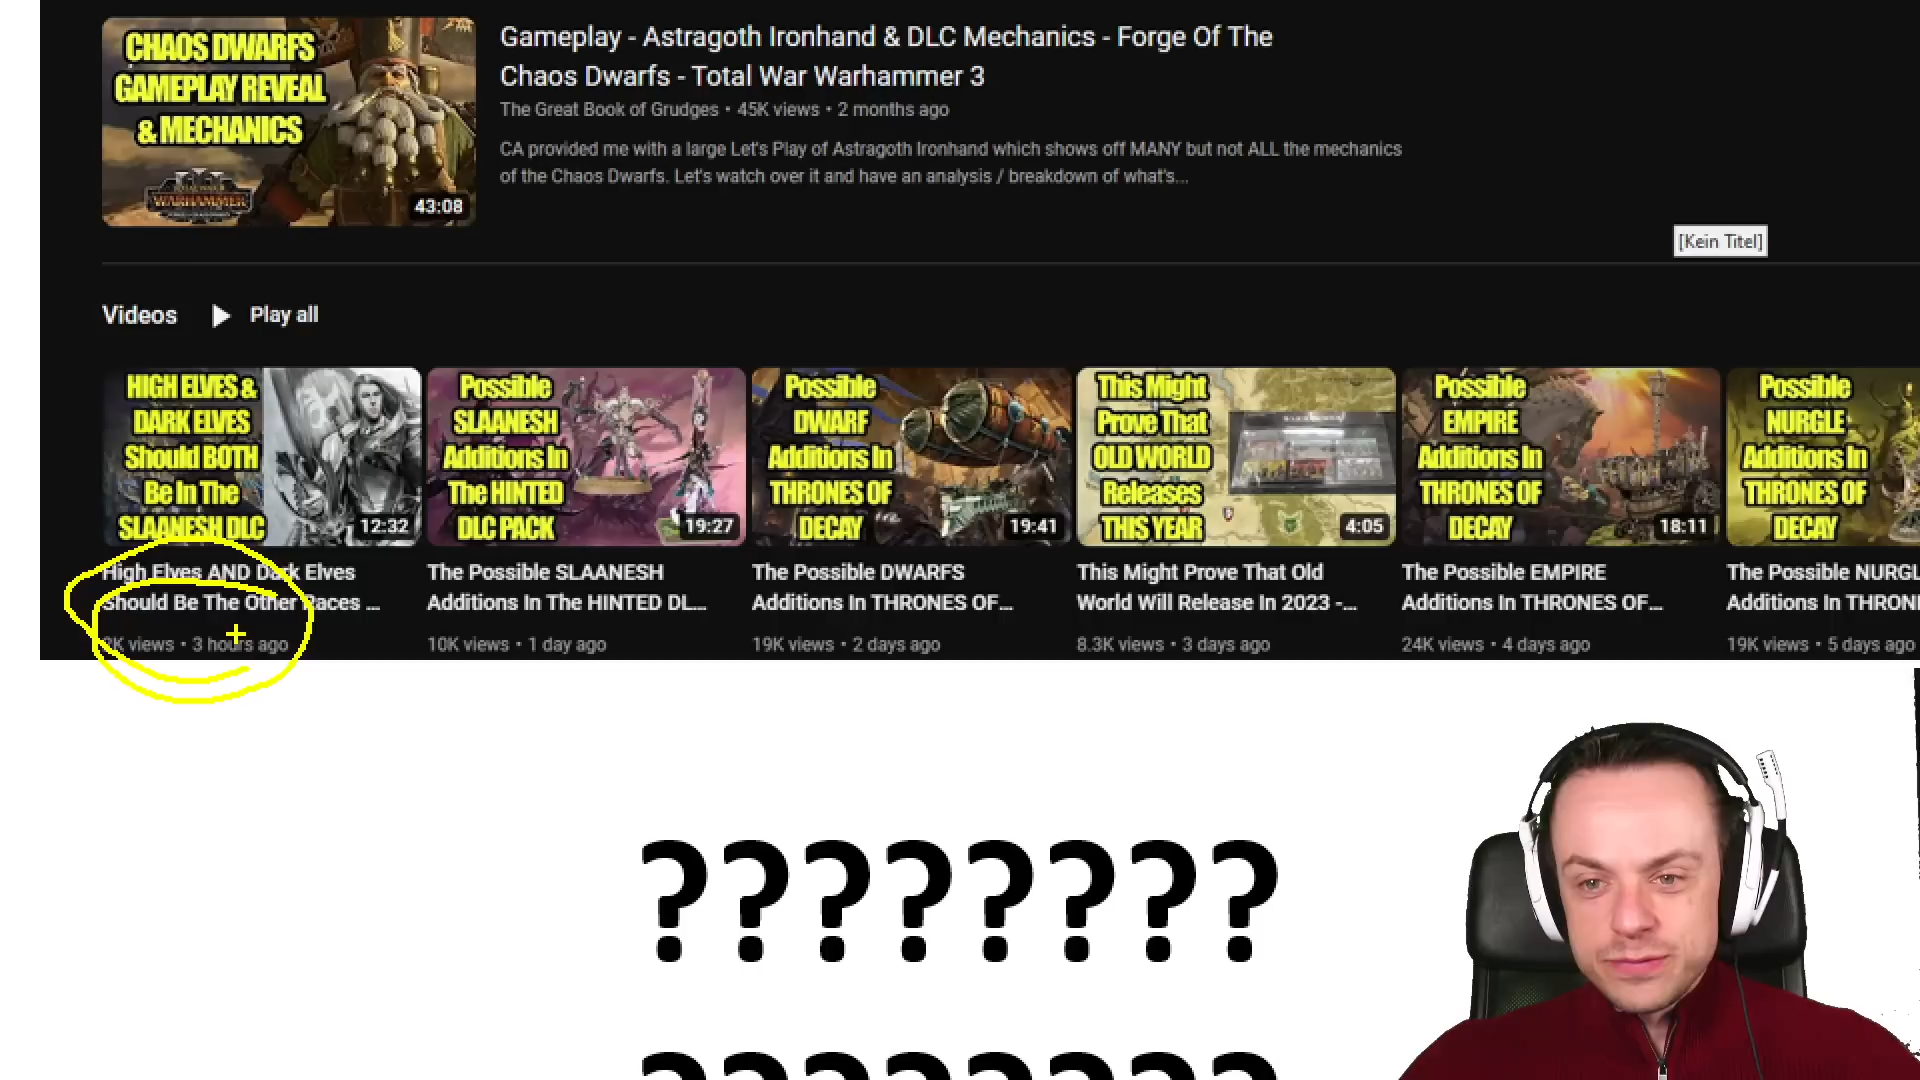 CHAOS DWARFS
GAMEPLAY REVEAL
& MECHANICS
TOTAL WAR
WARHAMMER
III
43:08
Gameplay - Astragoth Ironhand & DLC Mechanics - Forge Of The
Chaos Dwarfs - Total War Warhammer 3
The Great Book of Grudges • 45K views • 2 months ago
CA provided me with a large Let's Play of Astragoth Ironhand which shows off MANY but not ALL the mechanics
of the Chaos Dwarfs. Let's watch over it and have an analysis / breakdown of what's...
[Kein Titel]
Videos
Play all
HIGH ELVES &
DARK ELVES
Should BOTH
Be In The
SLAANESH DLC
12:32
High Elves AND Dark Elves
Should Be The Other Races ...
views • 3 hours ago
Possible
SLAANESH
Additions In
The HINTED
DLC PACK
19:27
The Possible SLAANESH
Additions In The HINTED DL...
10K views • 1 day ago
Possible
DWARF
Additions In
THRONES OF
DECAY
19:41
The Possible DWARFS
Additions In THRONES OF...
19K views • 2 days ago
This Might
Prove That
OLD WORLD
Releases
THIS YEAR
4:05
This Might Prove That Old
World Will Release In 2023 -...
8.3K views • 3 days ago
Possible
EMPIRE
Additions In
THRONES OF
DECAY
18:11
The Possible EMPIRE
Additions In THRONES OF...
24K views • 4 days ago
Possible
NURGLE
Additions In
THRONES OF
DECAY
The Possible NURGL
Additions In THRON
19K views • 5 days ago
????????
????????